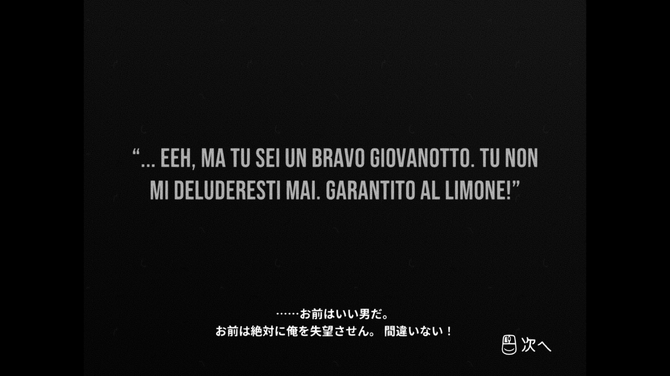 “... EEH, MA TU SEI UN BRAVO GIOVANOTTO. TU NON
MI DELUDERESTI MAI. GARANTITO AL LIMONE!”
……お前はいい男だ。
お前は絶対に俺を失望させん。間違いない！
次へ